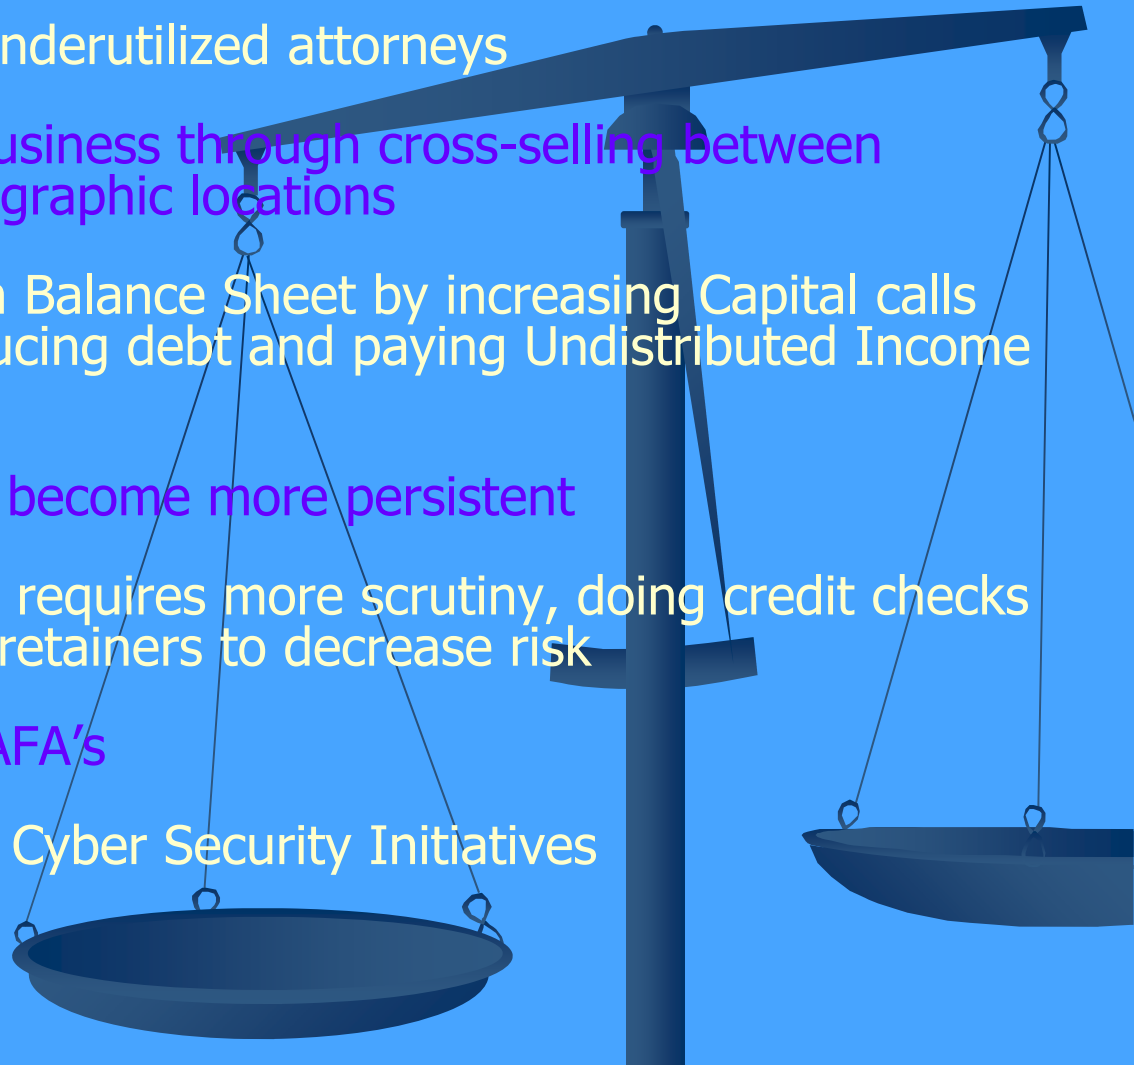 nderutilized attorneys
usiness through cross-selling between
graphic locations
Balance Sheet by increasing Capital calls
ucing debt and paying Undistributed Income
become more persistent
requires more scrutiny, doing credit checks
retainers to decrease risk
AFA’s
Cyber Security Initiatives